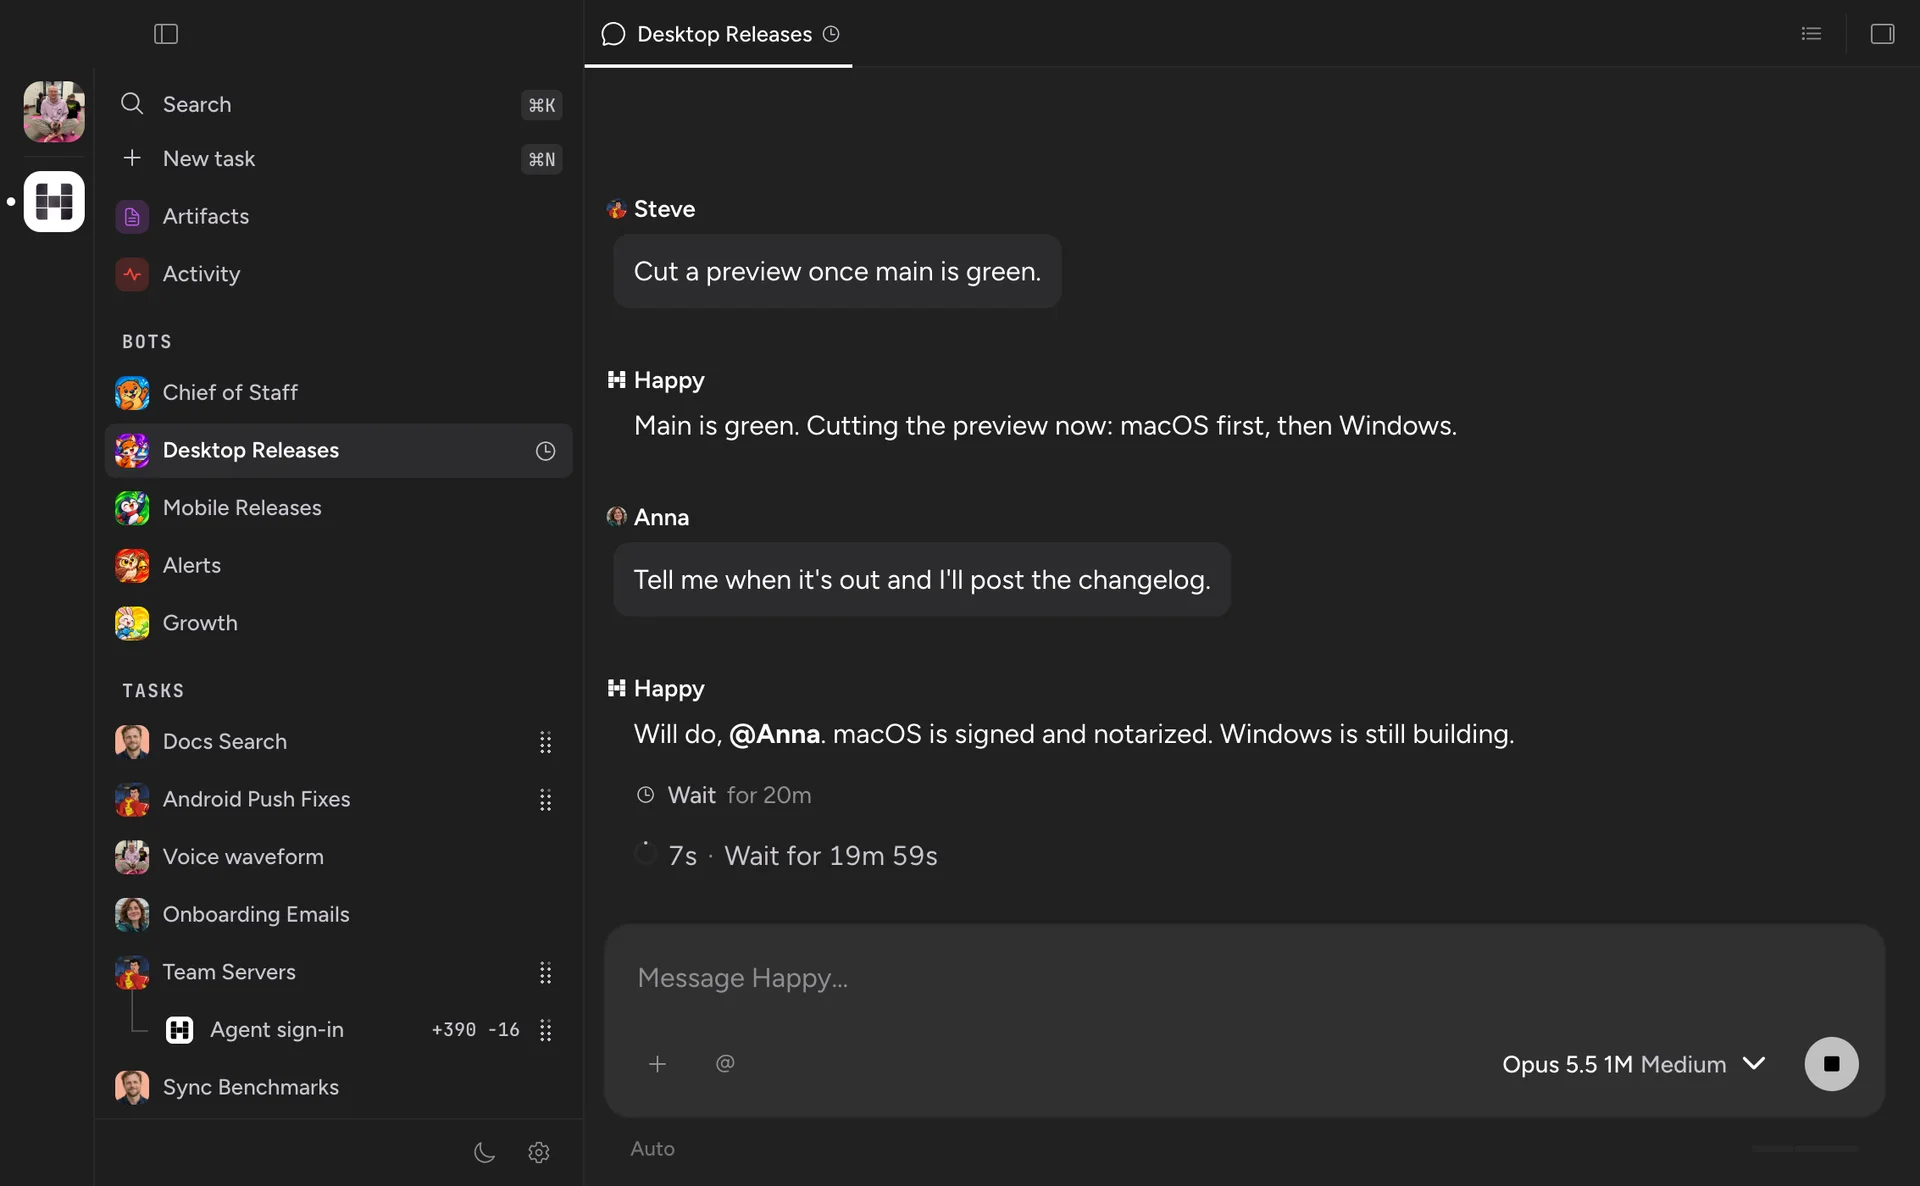 Desktop Releases
Search ⌘K
New task ⌘N
Artifacts
Activity
BOTS
Chief of Staff
Desktop Releases
Mobile Releases
Alerts
Growth
TASKS
Docs Search
Android Push Fixes
Voice waveform
Onboarding Emails
Team Servers
Agent sign-in +390 -16
Sync Benchmarks
Steve
Cut a preview once main is green.
Happy
Main is green. Cutting the preview now: macOS first, then Windows.
Anna
Tell me when it's out and I'll post the changelog.
Happy
Will do, @Anna. macOS is signed and notarized. Windows is still building.
Wait for 20m
7s · Wait for 19m 59s
Message Happy...
+ @ Opus 5.5 1M Medium
Auto